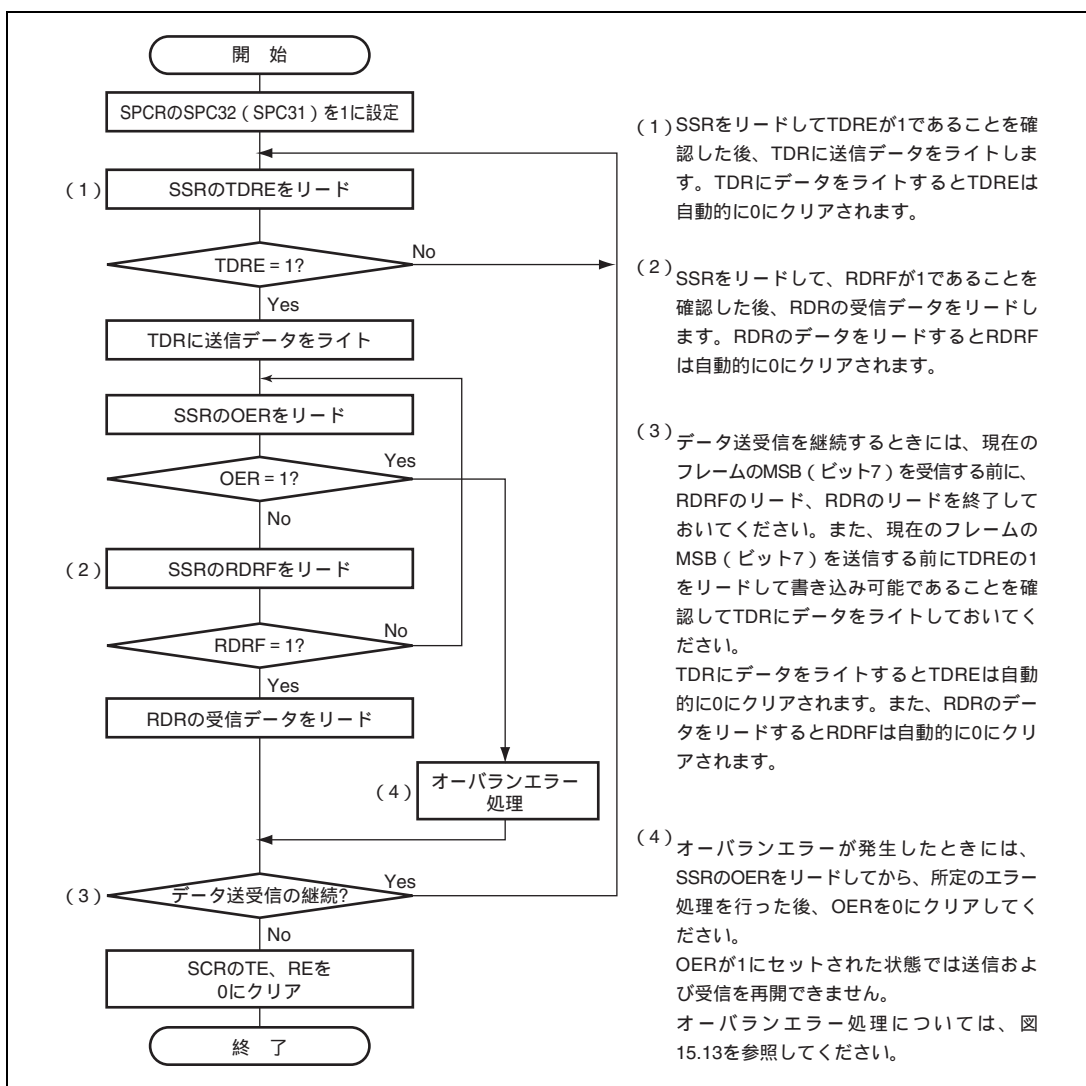 開 始
SPCRのSPC32（SPC31）を1に設定
（1）
SSRのTDREをリード
TDRE = 1?
No
Yes
TDRに送信データをライト
SSRのOERをリード
OER = 1?
Yes
No
（2）
SSRのRDRFをリード
RDRF = 1?
No
Yes
RDRの受信データをリード
（4）
オーバランエラー
処理
（3）
データ送受信の継続?
Yes
No
SCRのTE、REを
0にクリア
終 了
（1）SSRをリードしてTDREが1であることを確
認した後、TDRに送信データをライトしま
す。TDRにデータをライトするとTDREは
自動的に0にクリアされます。
（2）SSRをリードして、RDRFが1であることを
確認した後、RDRの受信データをリードし
ます。RDRのデータをリードするとRDRF
は自動的に0にクリアされます。
（3）データ送受信を継続するときには、現在の
フレームのMSB（ビット7）を受信する前に、
RDRFのリード、RDRのリードを終了して
おいてください。また、現在のフレームの
MSB（ビット7）を送信する前にTDREの1
をリードして書き込み可能であることを確
認してTDRにデータをライトしておいてく
ださい。
TDRにデータをライトするとTDREは自動
的に0にクリアされます。また、RDRのデー
タをリードするとRDRFは自動的に0にクリ
アされます。
（4）オーバランエラーが発生したときには、
SSRのOERをリードしてから、所定のエラー
処理を行った後、OERを0にクリアしてく
ださい。
OERが1にセットされた状態では送信およ
び受信を再開できません。
オーバランエラー処理については、図
15.13を参照してください。